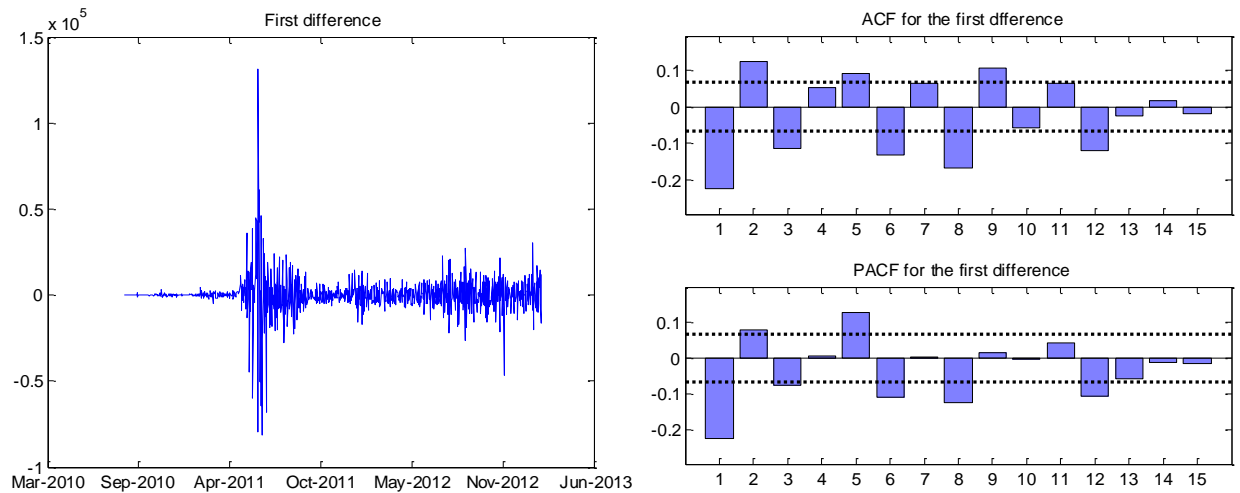 First difference
x 10^5
1.5
1
0.5
0
-0.5
-1
Mar-2010 Sep-2010 Apr-2011 Oct-2011 May-2012 Nov-2012 Jun-2013
ACF for the first dfference
0.1
0
-0.1
-0.2
1 2 3 4 5 6 7 8 9 10 11 12 13 14 15
PACF for the first difference
0.1
0
-0.1
-0.2
1 2 3 4 5 6 7 8 9 10 11 12 13 14 15